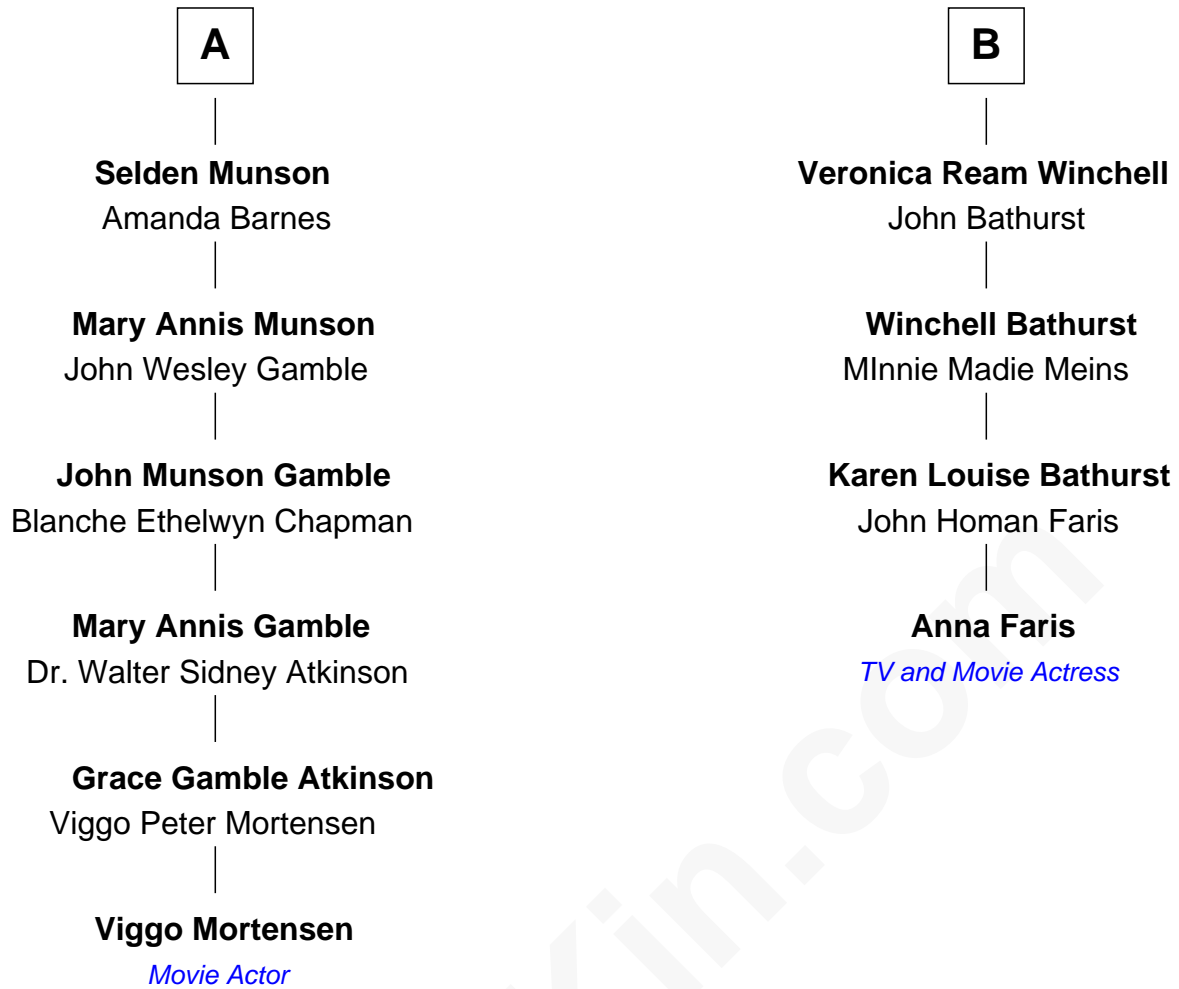 A
Selden Munson
Amanda Barnes
Mary Annis Munson
John Wesley Gamble
John Munson Gamble
Blanche Ethelwyn Chapman
Mary Annis Gamble
Dr. Walter Sidney Atkinson
Grace Gamble Atkinson
Viggo Peter Mortensen
Viggo Mortensen
Movie Actor
B
Veronica Ream Winchell
John Bathurst
Winchell Bathurst
MInnie Madie Meins
Karen Louise Bathurst
John Homan Faris
Anna Faris
TV and Movie Actress
Kin.com